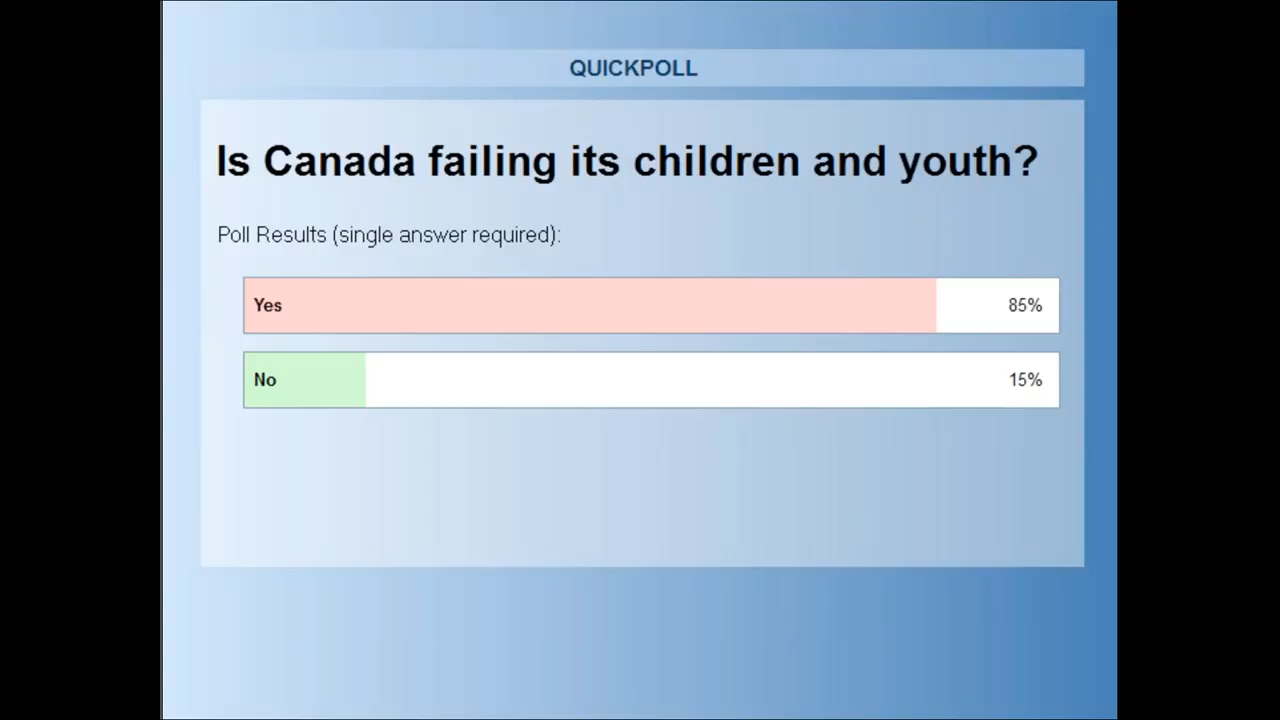 QUICKPOLL
Is Canada failing its children and youth?
Poll Results (single answer required):
Yes 85%
No 15%